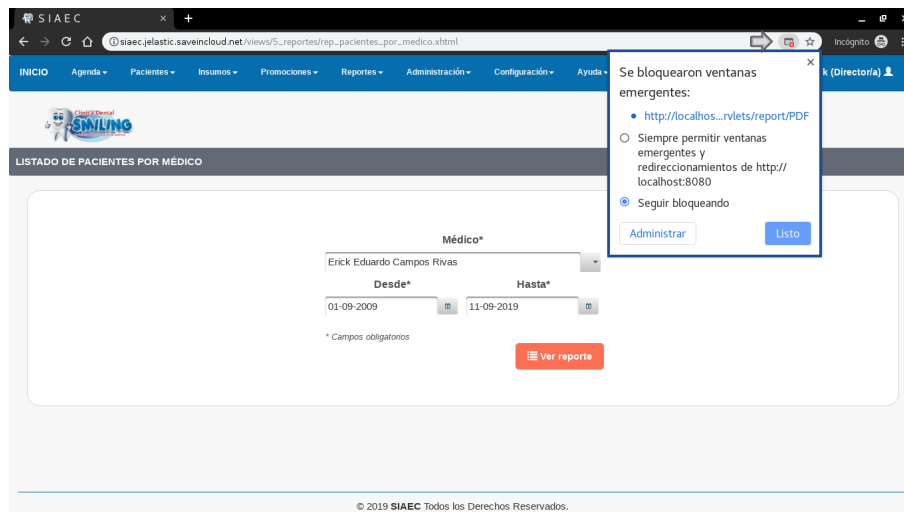 SIAEC
siaec.jelastic.saveincloud.net/views/5_reportes/rep_pacientes_por_medico.xhtml
Incógnito
INICIO Agenda Pacientes Insumos Promociones Reportes Administración Configuración Ayuda k (Director/a)
Se bloquearon ventanas
emergentes:
http://localhos...rvlets/report/PDF
Siempre permitir ventanas
emergentes y
redireccionamientos de http://
localhost:8080
Seguir bloqueando
Administrar Listo
Clínica Dental
SMILING
LISTADO DE PACIENTES POR MÉDICO
Médico*
Erick Eduardo Campos Rivas
Desde* Hasta*
01-09-2009 11-09-2019
* Campos obligatorios
Ver reporte
© 2019 SIAEC Todos los Derechos Reservados.